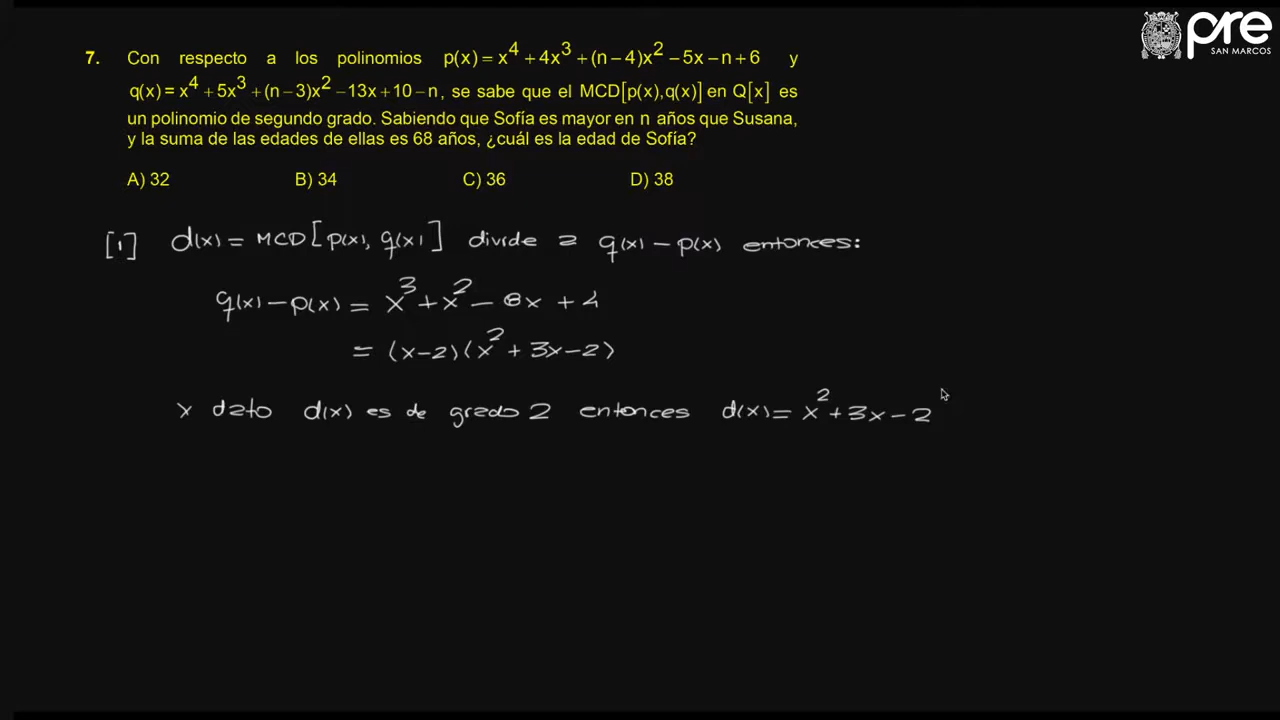 pre
SAN MARCOS
7. Con respecto a los polinomios p(x) = x⁴ + 4x³ + (n − 4)x² − 5x − n + 6 y
q(x) = x⁴ + 5x³ + (n − 3)x² − 13x + 10 − n, se sabe que el MCD[p(x), q(x)] en Q[x] es
un polinomio de segundo grado. Sabiendo que Sofía es mayor en n años que Susana,
y la suma de las edades de ellas es 68 años, ¿cuál es la edad de Sofía?
A) 32 B) 34 C) 36 D) 38
[1] d(x) = MCD[p(x), q(x)] divide a q(x) − p(x) entonces:
q(x) − p(x) = x³ + x² − 8x + 4
= (x−2)(x² + 3x − 2)
x dato d(x) es de grado 2 entonces d(x) = x² + 3x − 2